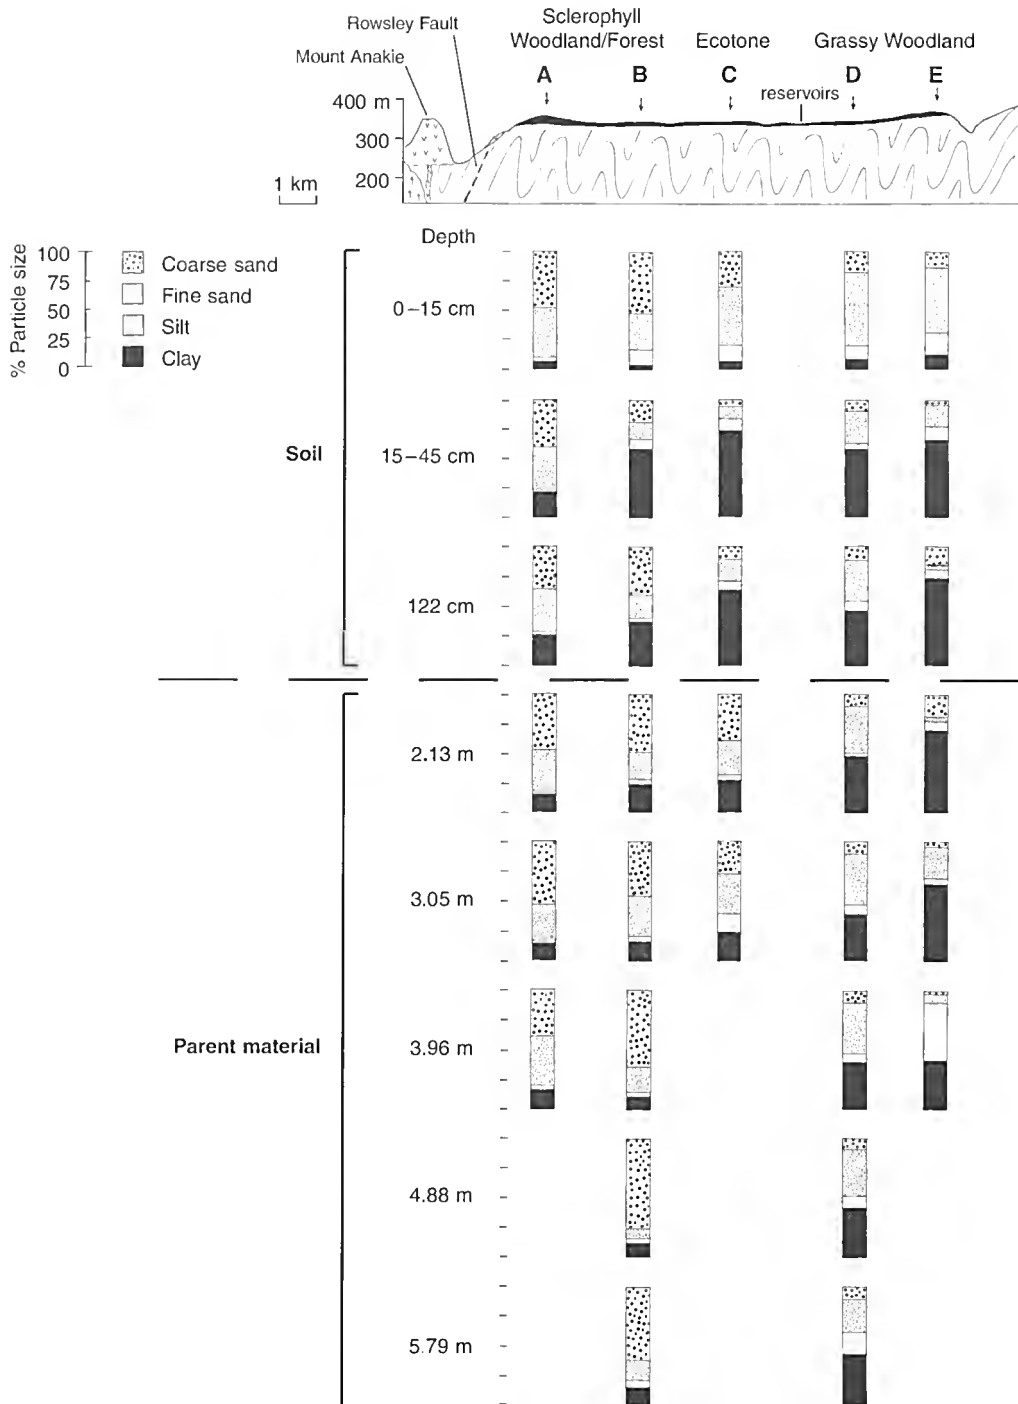 Rowsley Fault
Mount Anakie
Sclerophyll
Woodland/Forest
Ecotone
Grassy Woodland
A
B
C
D
E
reservoirs
400 m
300
200
1 km
% Particle size
100
75
50
25
0
Coarse sand
Fine sand
Silt
Clay
Depth
Soil
0–15 cm
15–45 cm
122 cm
Parent material
2.13 m
3.05 m
3.96 m
4.88 m
5.79 m